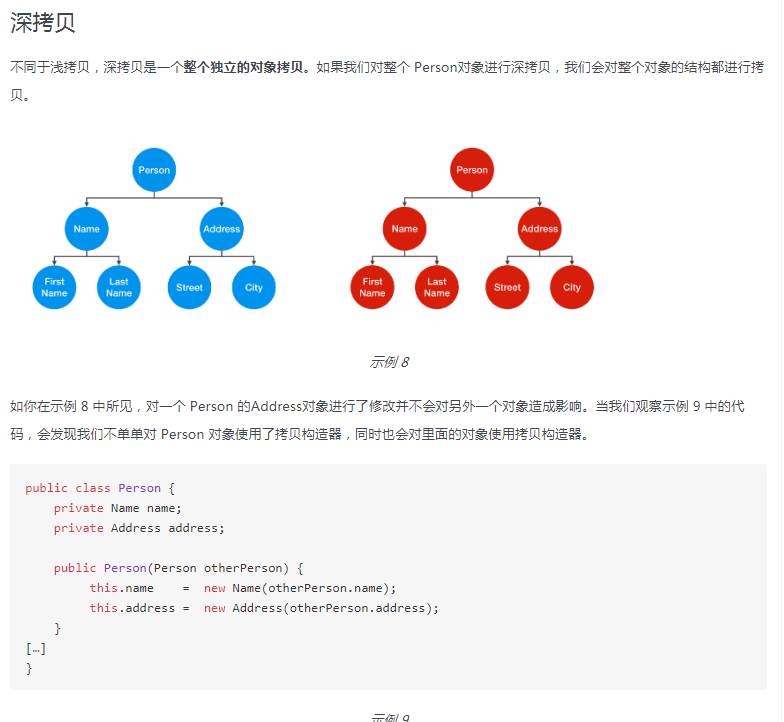 深拷贝
不同于浅拷贝，深拷贝是一个整个独立的对象拷贝。如果我们对整个 Person对象进行深拷贝，我们会对整个对象的结构都进行拷
贝。
Person Person
Name Address Name Address
First Name Last Name Street City First Name Last Name Street City
示例 8
如你在示例 8 中所见，对一个 Person 的Address对象进行了修改并不会对另外一个对象造成影响。当我们观察示例 9 中的代
码，会发现我们不单单对 Person 对象使用了拷贝构造器，同时也会对里面的对象使用拷贝构造器。
public class Person {
    private Name name;
    private Address address;
    public Person(Person otherPerson) {
         this.name    =  new Name(otherPerson.name);
         this.address =  new Address(otherPerson.address);
    }
[…]
}
示例 9